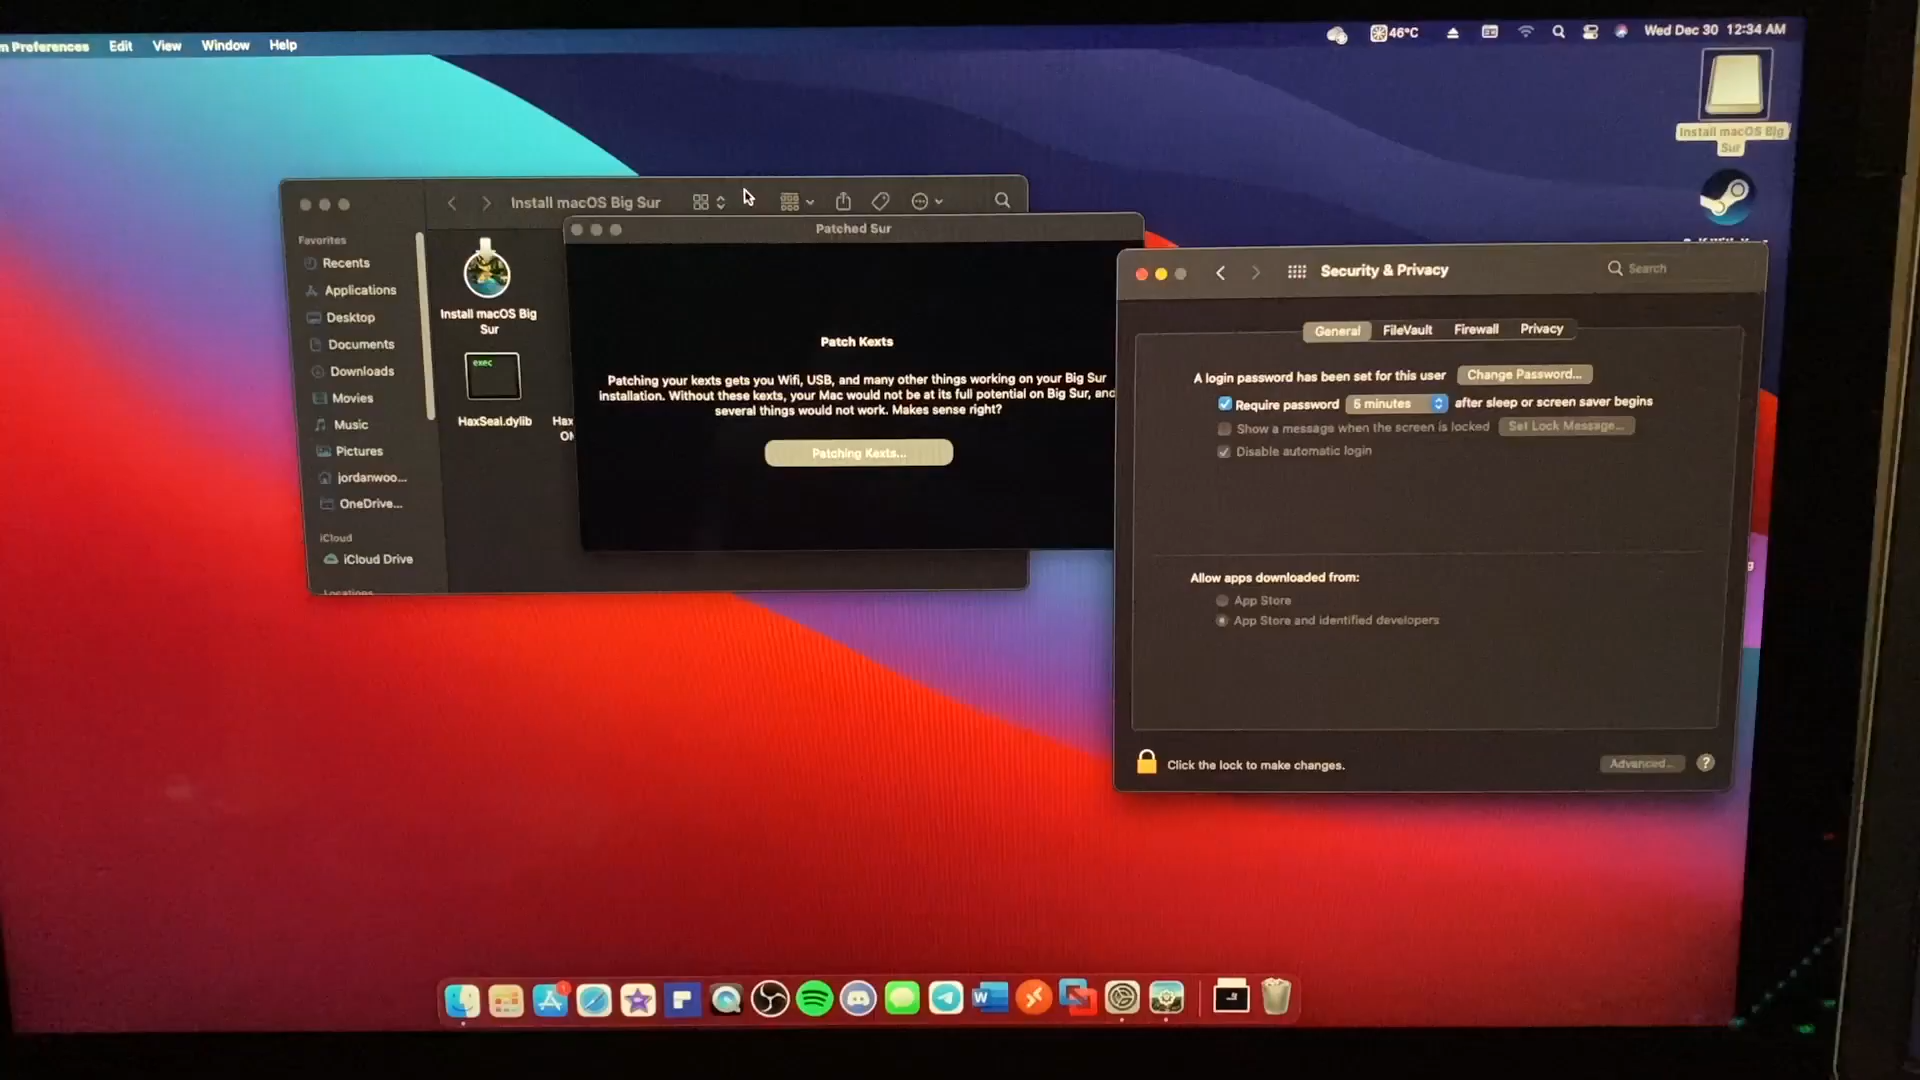 m Preferences Edit View Window Help
46°C
Wed Dec 30 12:34 AM
Install macOS Big
Sur
Install macOS Big Sur
Favorites
Recents
Applications
Desktop
Documents
Downloads
Movies
Music
Pictures
jordanwoo...
OneDrive...
iCloud
iCloud Drive
Locations
Install macOS Big
Sur
exec
HaxSeal.dylib
Hax
Patched Sur
Patch Kexts
Patching your kexts gets you Wifi, USB, and many other things working on your Big Sur
installation. Without these kexts, your Mac would not be at its full potential on Big Sur, and
several things would not work. Makes sense right?
Patching Kexts...
Security & Privacy
Search
General FileVault Firewall Privacy
A login password has been set for this user Change Password...
Require password 5 minutes after sleep or screen saver begins
Show a message when the screen is locked Set Lock Message...
Disable automatic login
Allow apps downloaded from:
App Store
App Store and identified developers
Click the lock to make changes.
Advanced... ?